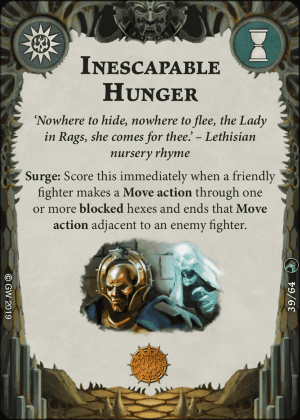 Inescapable
Hunger
‘Nowhere to hide, nowhere to flee, the Lady
in Rags, she comes for thee.’ – Lethisian
nursery rhyme
Surge: Score this immediately when a friendly
fighter makes a Move action through one
or more blocked hexes and ends that Move
action adjacent to an enemy fighter.
© GW 2019
39/64